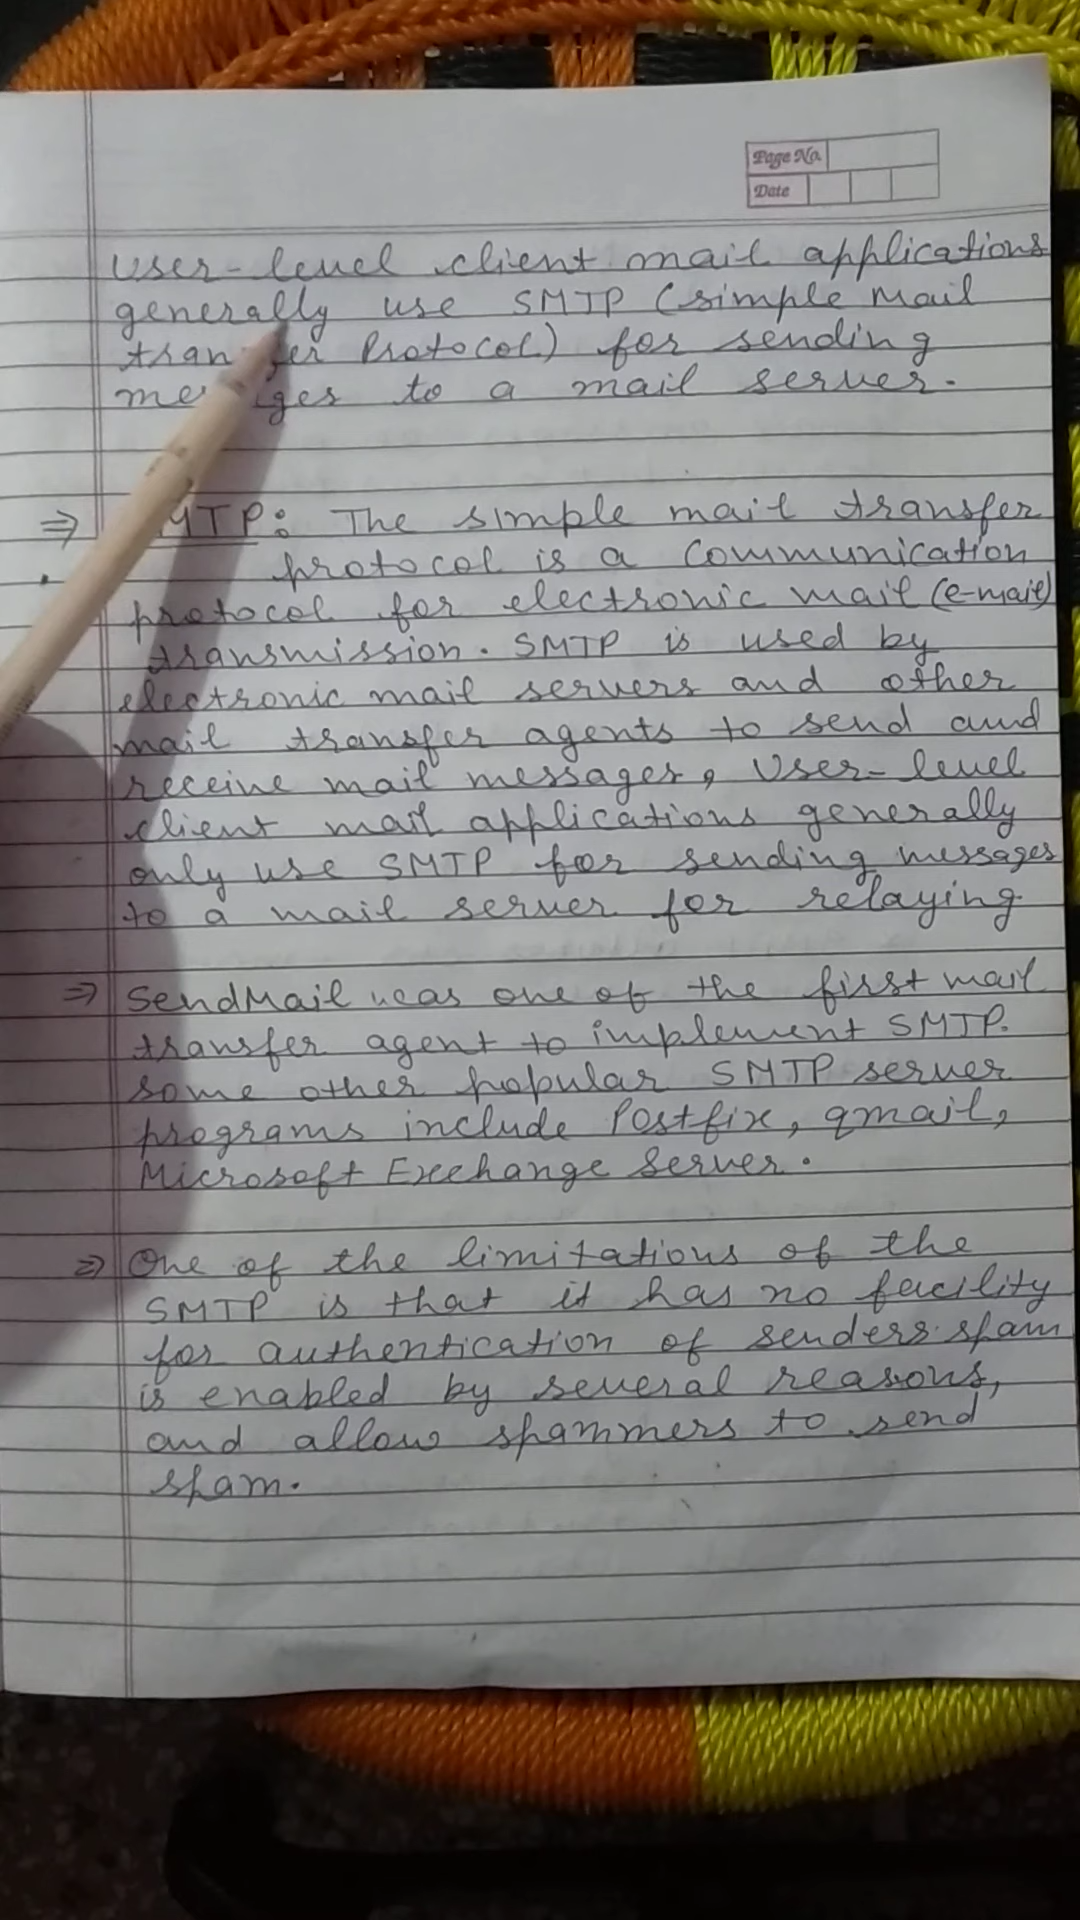 Page No.
Date
User-level client mail applications
generally use SMTP (simple Mail
transfer Protocol) for sending
messages to a mail server.
⇒ SMTP: The simple mail transfer
protocol is a communication
protocol for electronic mail (e-mail)
transmission. SMTP is used by
electronic mail servers and other
mail transfer agents to send and
receive mail messages, User-level
client mail applications generally
only use SMTP for sending messages
to a mail server for relaying
⇒ SendMail was one of the first mail
transfer agent to implement SMTP.
some other popular SMTP server
programs include Postfix, qmail,
Microsoft Exchange Server.
⇒ One of the limitations of the
SMTP is that it has no facility
for authentication of senders. spam
is enabled by several reasons,
and allow spammers to send
spam.